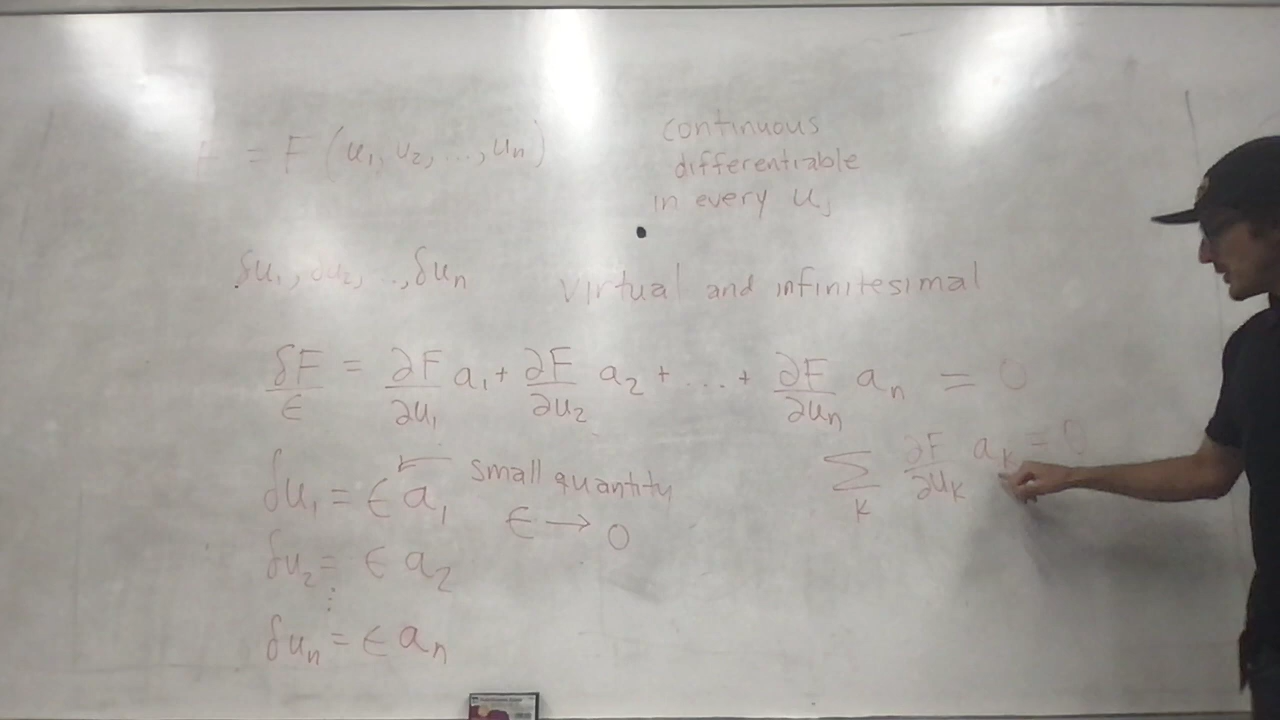 F = F(u₁, u₂, ..., uₙ)
continuous
differentiable
in every uⱼ
δu₁, δu₂, ..., δuₙ
virtual and infinitesimal
δF/ϵ = ∂F/∂u₁ a₁ + ∂F/∂u₂ a₂ + ... + ∂F/∂uₙ aₙ = 0
∑ₖ ∂F/∂uₖ aₖ = 0
δu₁ = ϵ a₁
small quantity
ϵ → 0
δu₂ = ϵ a₂
⋮
δuₙ = ϵ aₙ